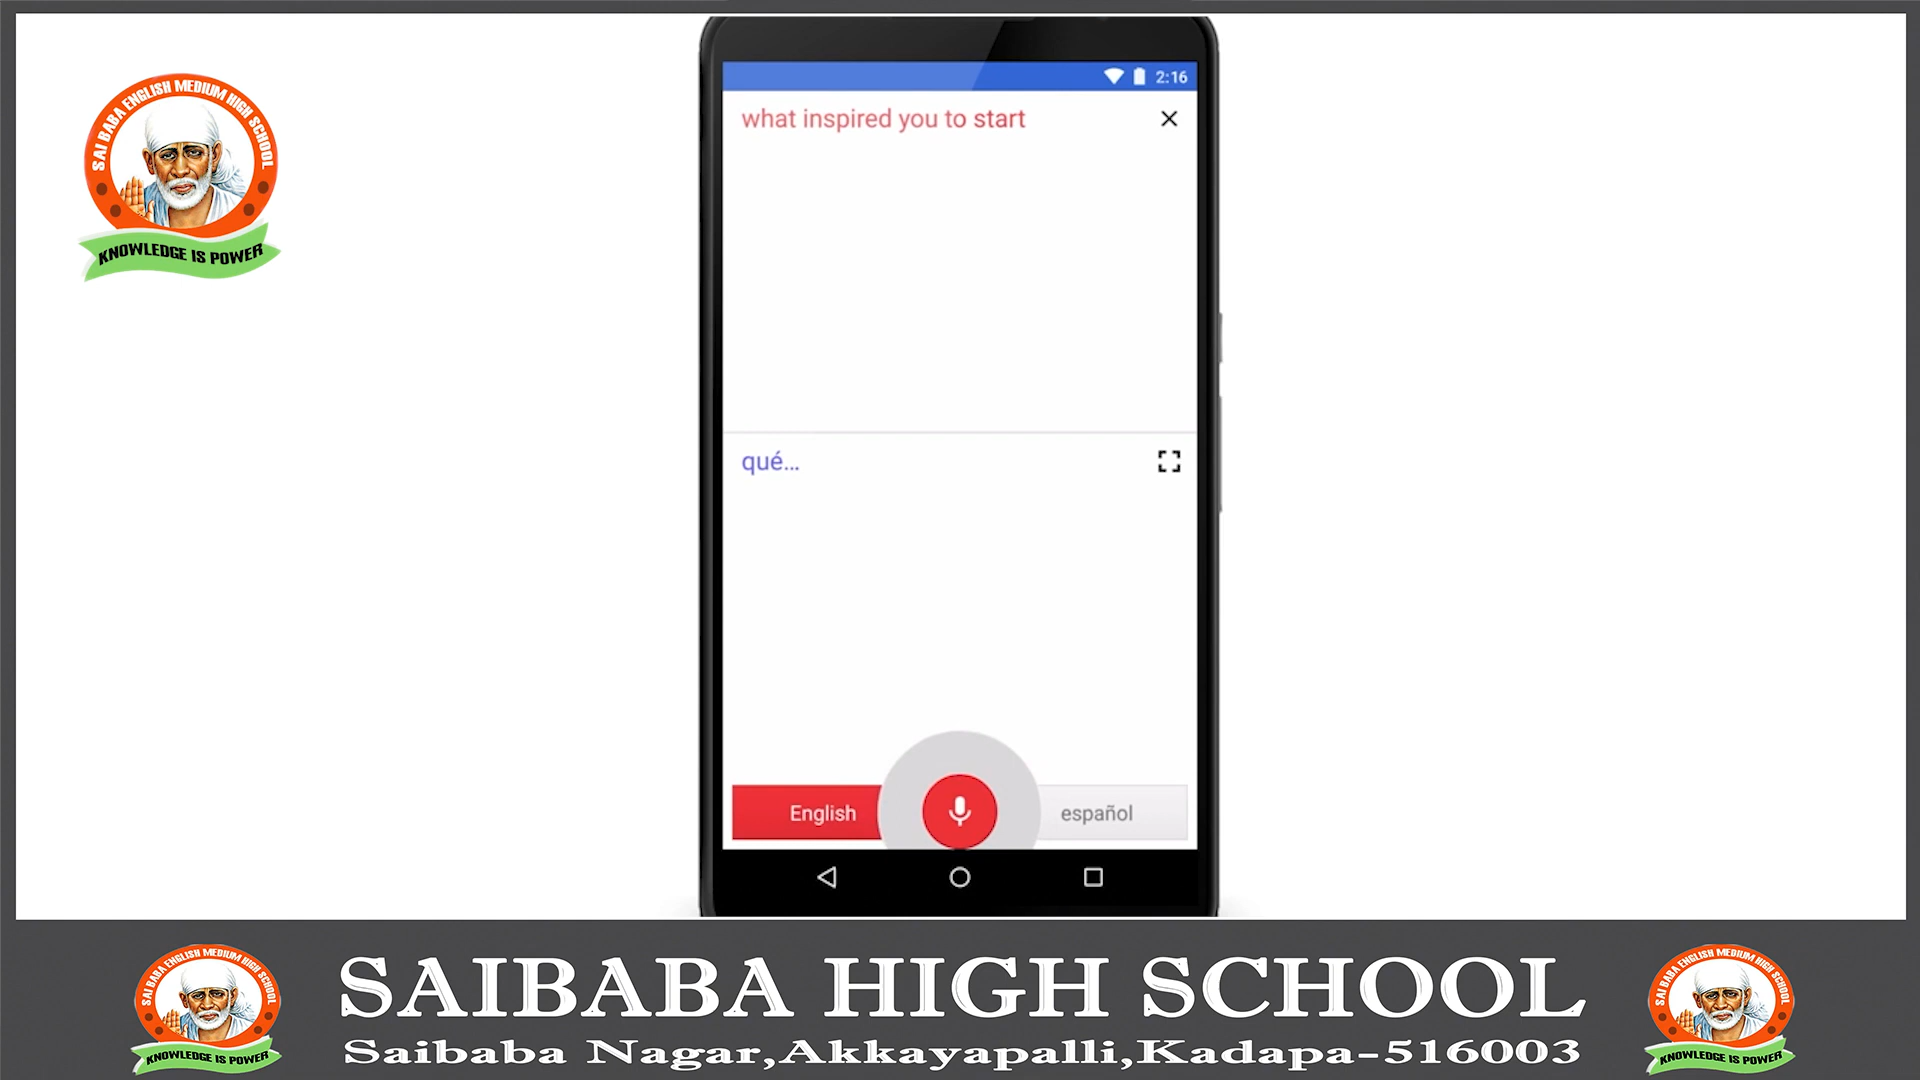 SAI BABA ENGLISH MEDIUM HIGH SCHOOL
KNOWLEDGE IS POWER
2:16
what inspired you to start
qué...
English
español
SAI BABA ENGLISH MEDIUM HIGH SCHOOL
KNOWLEDGE IS POWER
SAIBABA HIGH SCHOOL
Saibaba Nagar,Akkayapalli,Kadapa-516003
SAI BABA ENGLISH MEDIUM HIGH SCHOOL
KNOWLEDGE IS POWER